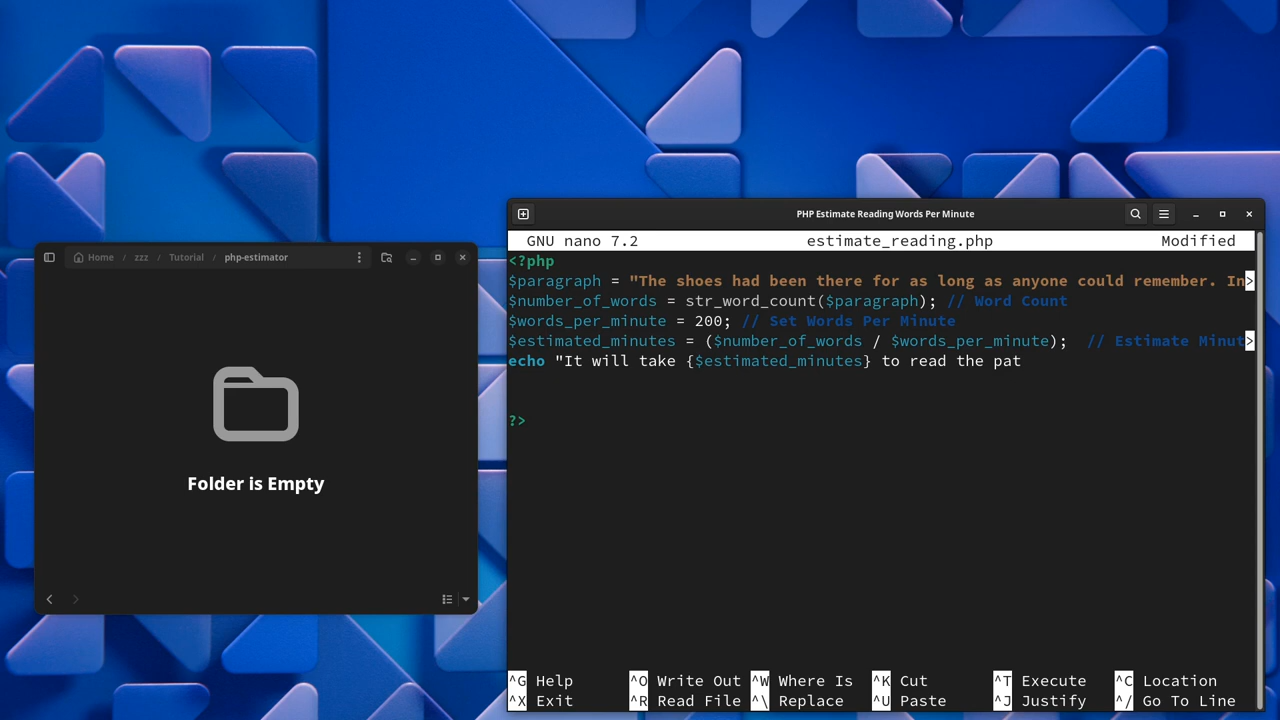 Home / zzz / Tutorial / php-estimator
Folder is Empty
PHP Estimate Reading Words Per Minute
GNU nano 7.2 estimate_reading.php Modified
<?php
$paragraph = "The shoes had been there for as long as anyone could remember. In>
$number_of_words = str_word_count($paragraph); // Word Count
$words_per_minute = 200; // Set Words Per Minute
$estimated_minutes = ($number_of_words / $words_per_minute);  // Estimate Minut>
echo "It will take {$estimated_minutes} to read the pat
?>
^G Help ^O Write Out ^W Where Is ^K Cut ^T Execute ^C Location
^X Exit ^R Read File ^\ Replace ^U Paste ^J Justify ^/ Go To Line